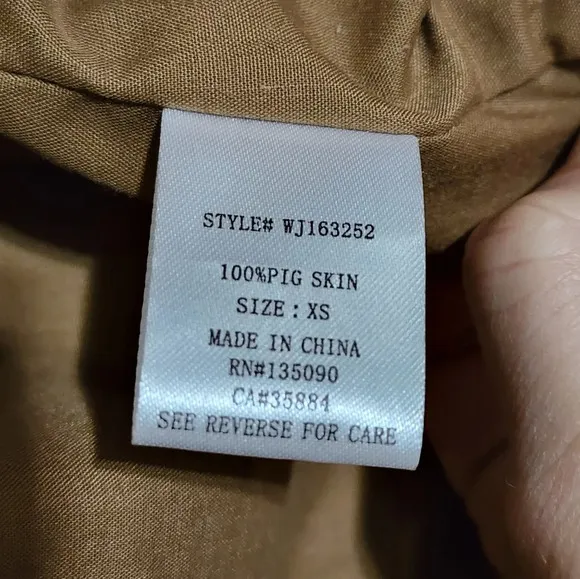 STYLE# WJ163252
100%PIG SKIN
SIZE : XS
MADE IN CHINA
RN#135090
CA#35884
SEE REVERSE FOR CARE